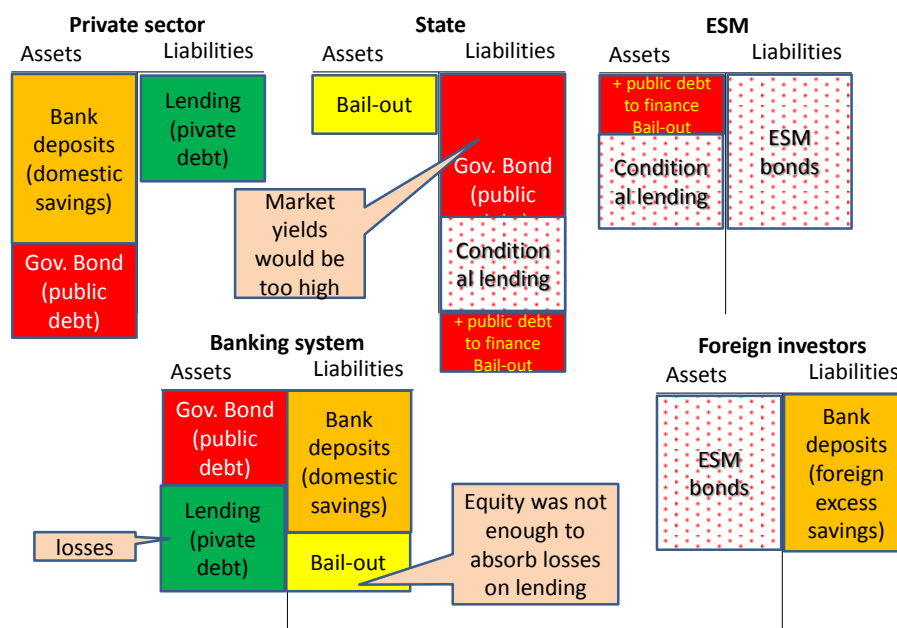 Private sector
Assets
Liabilities
Bank
deposits
(domestic
savings)
Gov. Bond
(public
debt)
Lending
(pivate
debt)
State
Assets
Liabilities
Bail-out
Gov. Bond
(public
Condition
al lending
+ public debt
to finance
Bail-out
Market
yields
would be
too high
ESM
Assets
Liabilities
+ public debt
to finance
Bail-out
Condition
al lending
ESM
bonds
Banking system
Assets
Liabilities
Gov. Bond
(public
debt)
Lending
(pivate
debt)
Bank
deposits
(domestic
savings)
Bail-out
losses
Equity was not
enough to
absorb losses
on lending
Foreign investors
Assets
Liabilities
ESM
bonds
Bank
deposits
(foreign
excess
savings)